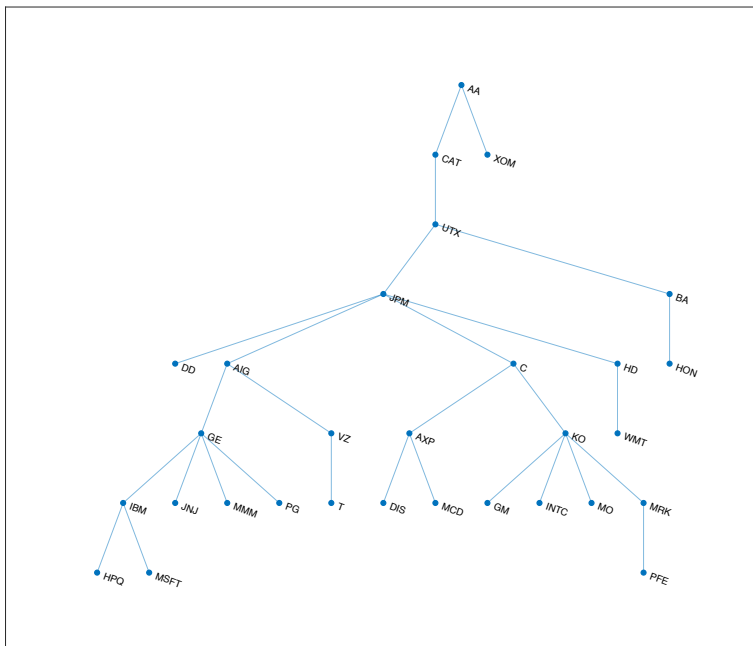 AA
CAT
XOM
UTX
JPM
BA
DD
AIG
C
HD
HON
GE
VZ
AXP
KO
WMT
IBM
JNJ
MMM
PG
T
DIS
MCD
GM
INTC
MO
MRK
HPQ
MSFT
PFE